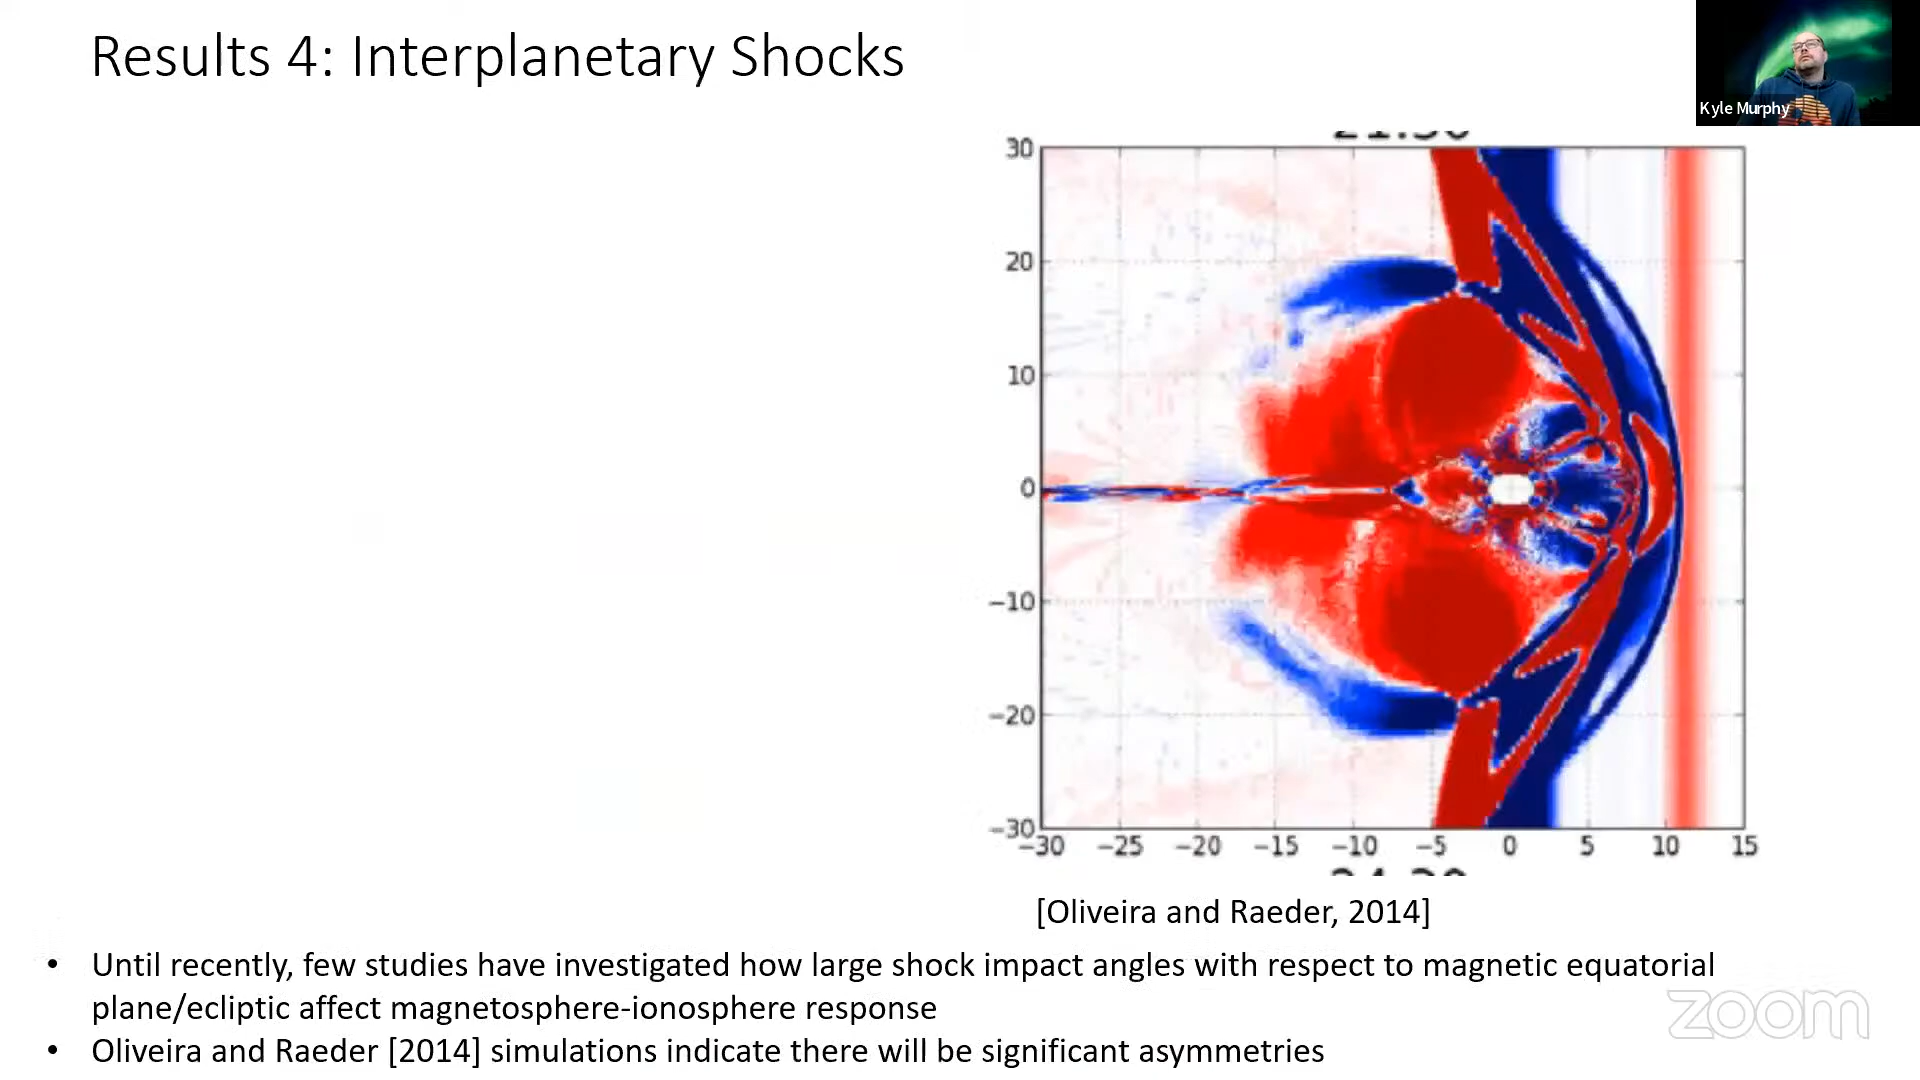 Results 4: Interplanetary Shocks
Kyle Murphy
30
20
10
0
−10
−20
−30
−30 −25 −20 −15 −10 −5 0 5 10 15
[Oliveira and Raeder, 2014]
• Until recently, few studies have investigated how large shock impact angles with respect to magnetic equatorial
plane/ecliptic affect magnetosphere-ionosphere response
• Oliveira and Raeder [2014] simulations indicate there will be significant asymmetries
zoom